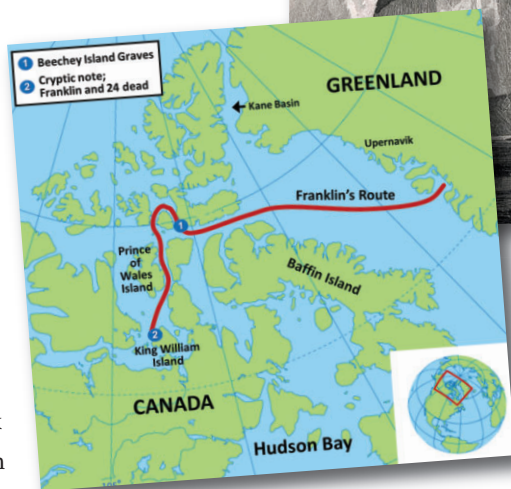 1 Beechey Island Graves
2 Cryptic note;
Franklin and 24 dead
GREENLAND
Kane Basin
Upernavik
Franklin's Route
1
Prince
of
Wales
Island
Baffin Island
2
King William
Island
CANADA
Hudson Bay